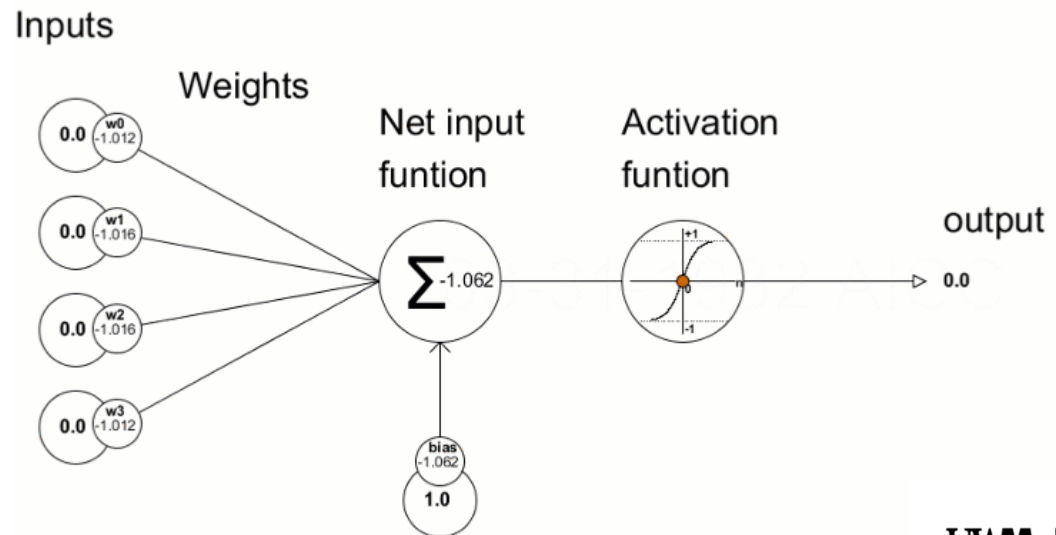 Inputs
Weights
Net input
funtion
Activation
funtion
output
0.0
w0
-1.012
0.0
w1
-1.016
0.0
w2
-1.016
0.0
w3
-1.012
Σ-1.062
+1
0
n
-1
0.0
bias
-1.062
1.0